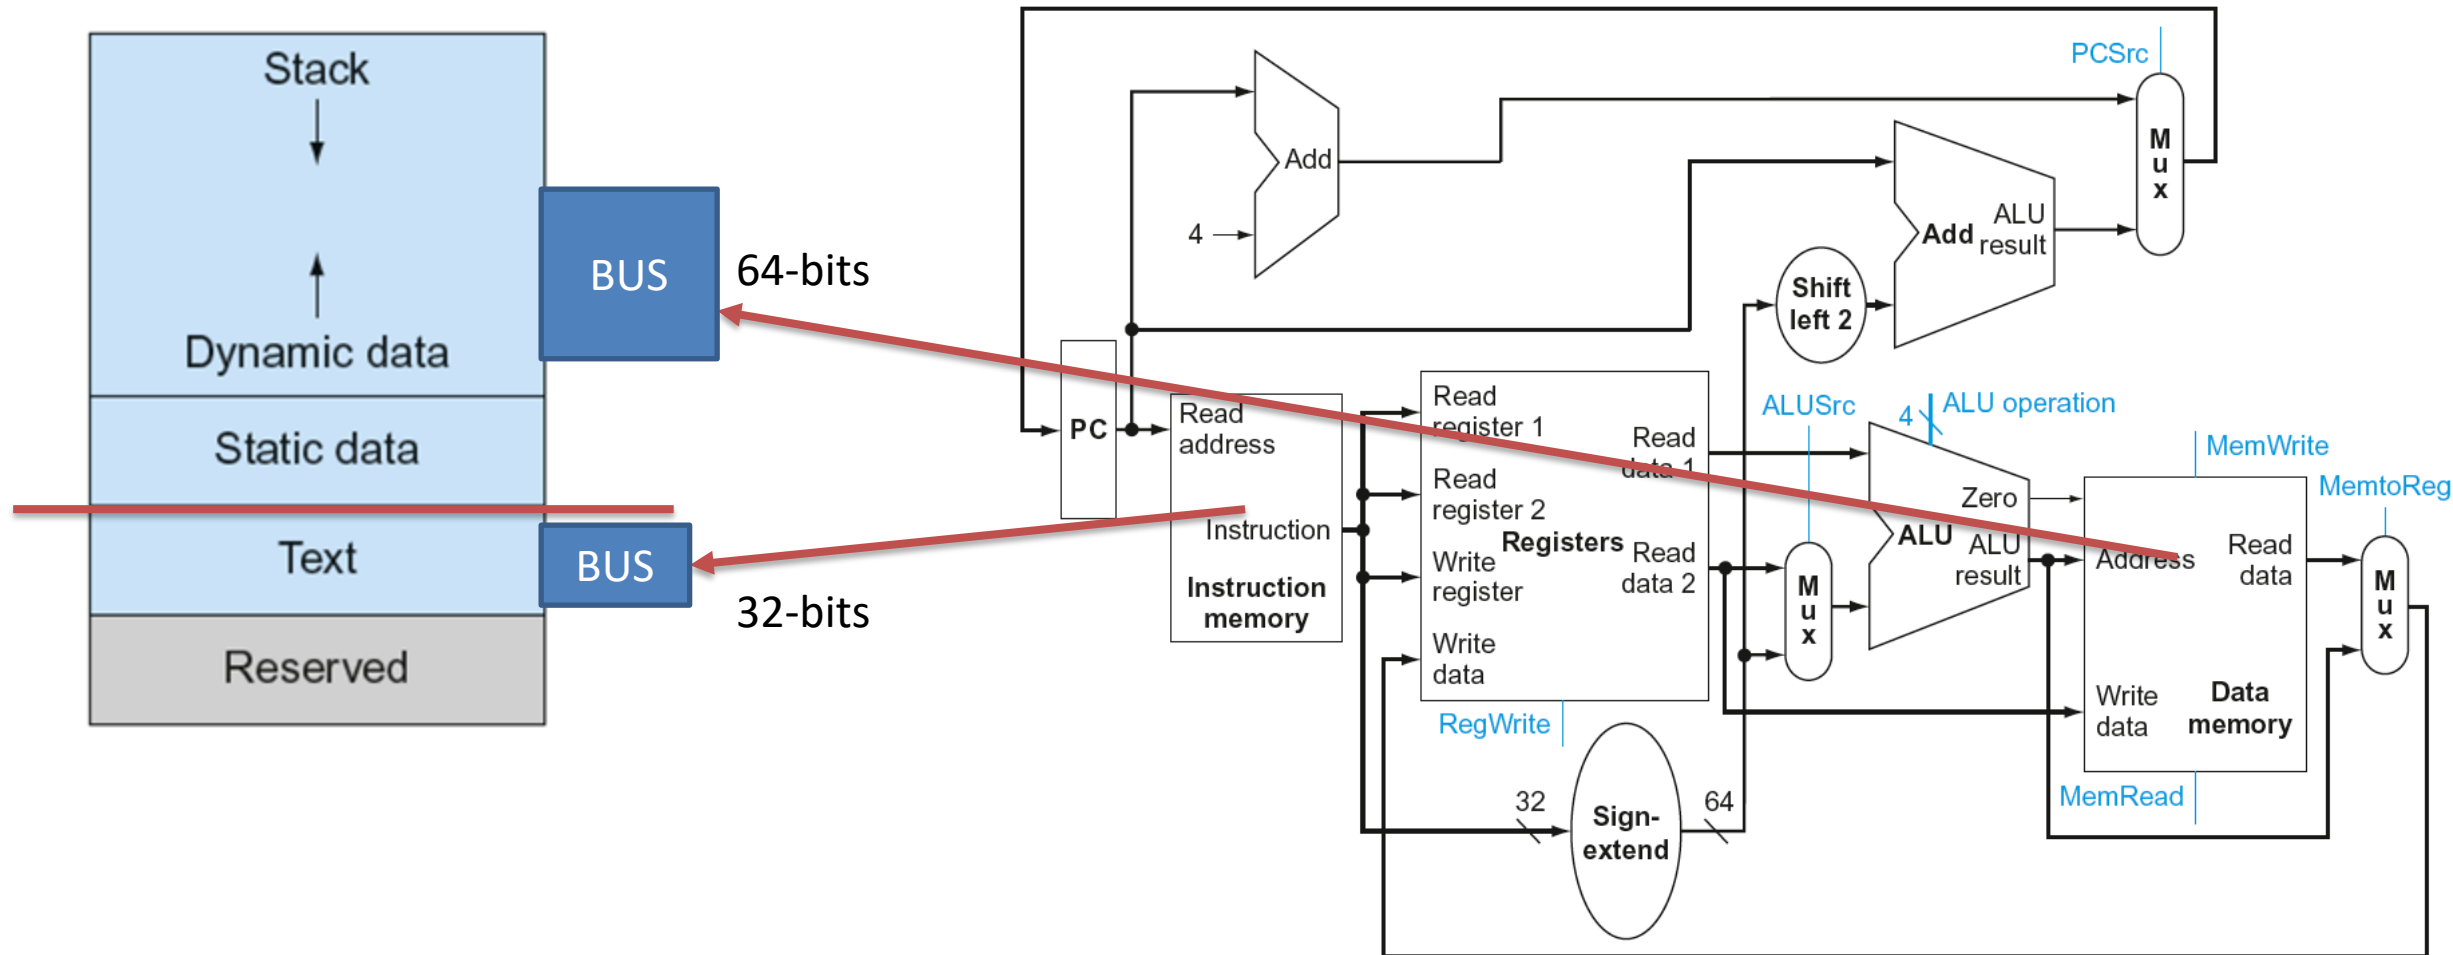 Stack
Dynamic data
Static data
Text
Reserved
BUS
64-bits
BUS
32-bits
PCSrc
Add
4
M
u
x
Add
ALU
result
Shift
left 2
PC
Read
address
Instruction
Instruction
memory
Read
register 1
Read
register 2
Write
register
Write
data
Registers
Read
data 1
Read
data 2
RegWrite
ALUSrc
M
u
x
4
ALU operation
Zero
ALU
ALU
result
MemWrite
Address
Read
data
Write
data
Data
memory
MemRead
MemtoReg
M
u
x
32
Sign-
extend
64